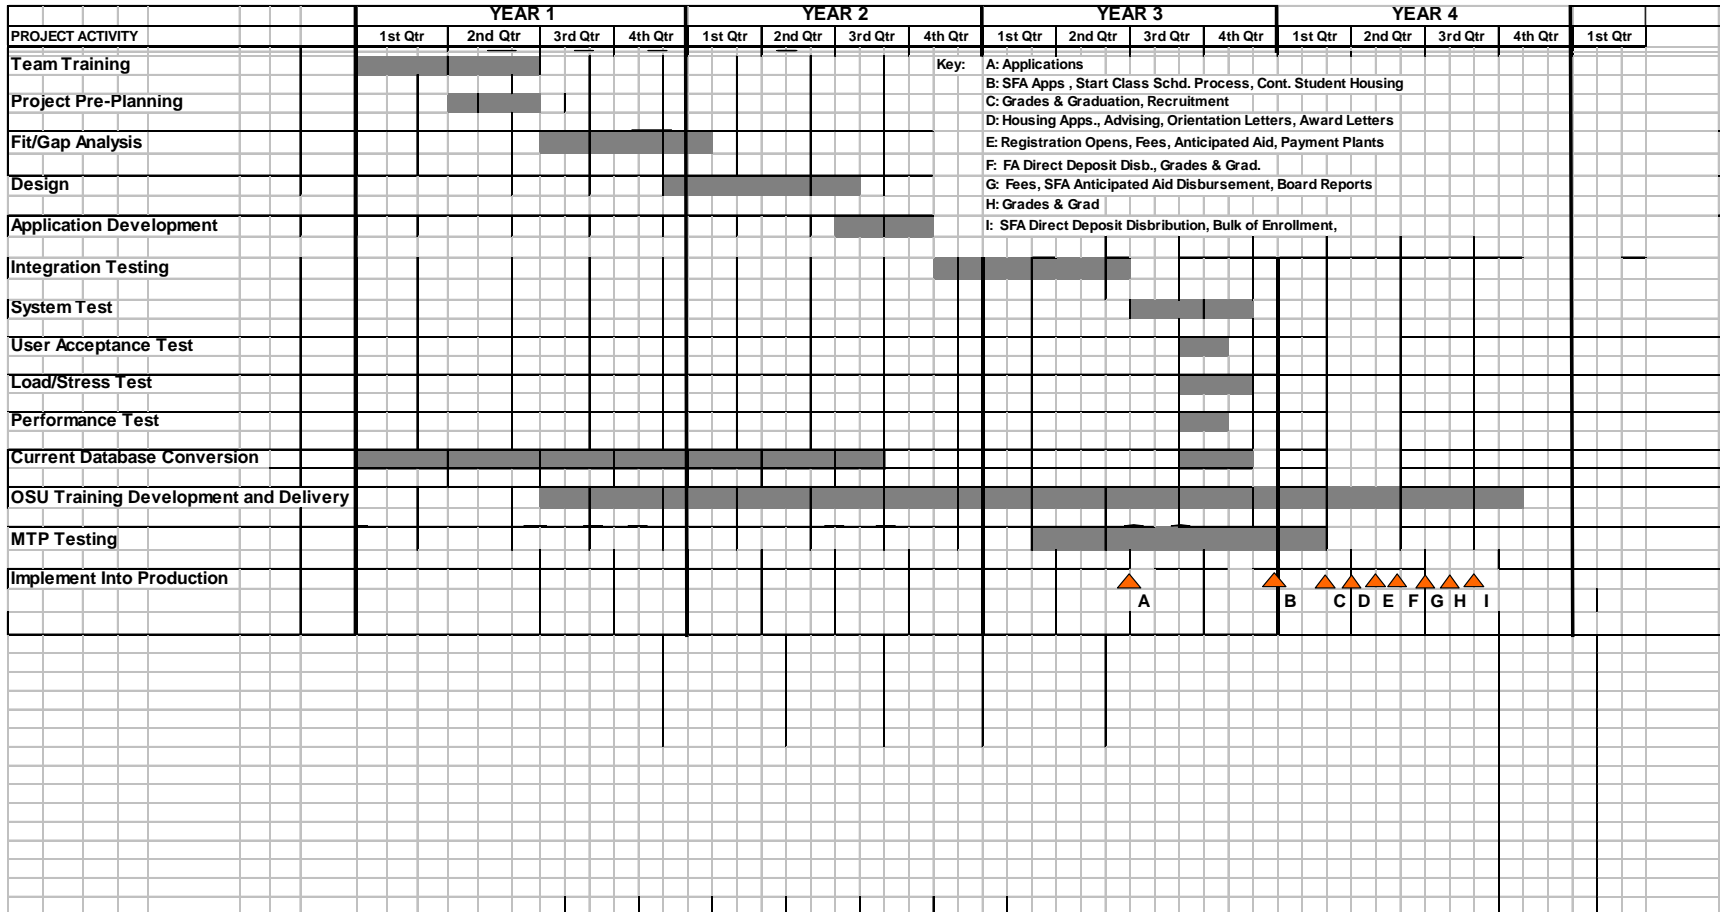 YEAR 1 YEAR 2 YEAR 3 YEAR 4
PROJECT ACTIVITY 1st Qtr 2nd Qtr 3rd Qtr 4th Qtr 1st Qtr 2nd Qtr 3rd Qtr 4th Qtr 1st Qtr 2nd Qtr 3rd Qtr 4th Qtr 1st Qtr 2nd Qtr 3rd Qtr 4th Qtr 1st Qtr
Team Training Key: A: Applications
B: SFA Apps , Start Class Schd. Process, Cont. Student Housing
Project Pre-Planning C: Grades & Graduation, Recruitment
D: Housing Apps., Advising, Orientation Letters, Award Letters
Fit/Gap Analysis E: Registration Opens, Fees, Anticipated Aid, Payment Plants
F: FA Direct Deposit Disb., Grades & Grad.
Design G: Fees, SFA Anticipated Aid Disbursement, Board Reports
H: Grades & Grad
Application Development I: SFA Direct Deposit Disbribution, Bulk of Enrollment,
Integration Testing
System Test
User Acceptance Test
Load/Stress Test
Performance Test
Current Database Conversion
OSU Training Development and Delivery
MTP Testing
Implement Into Production
A B C D E F G H I